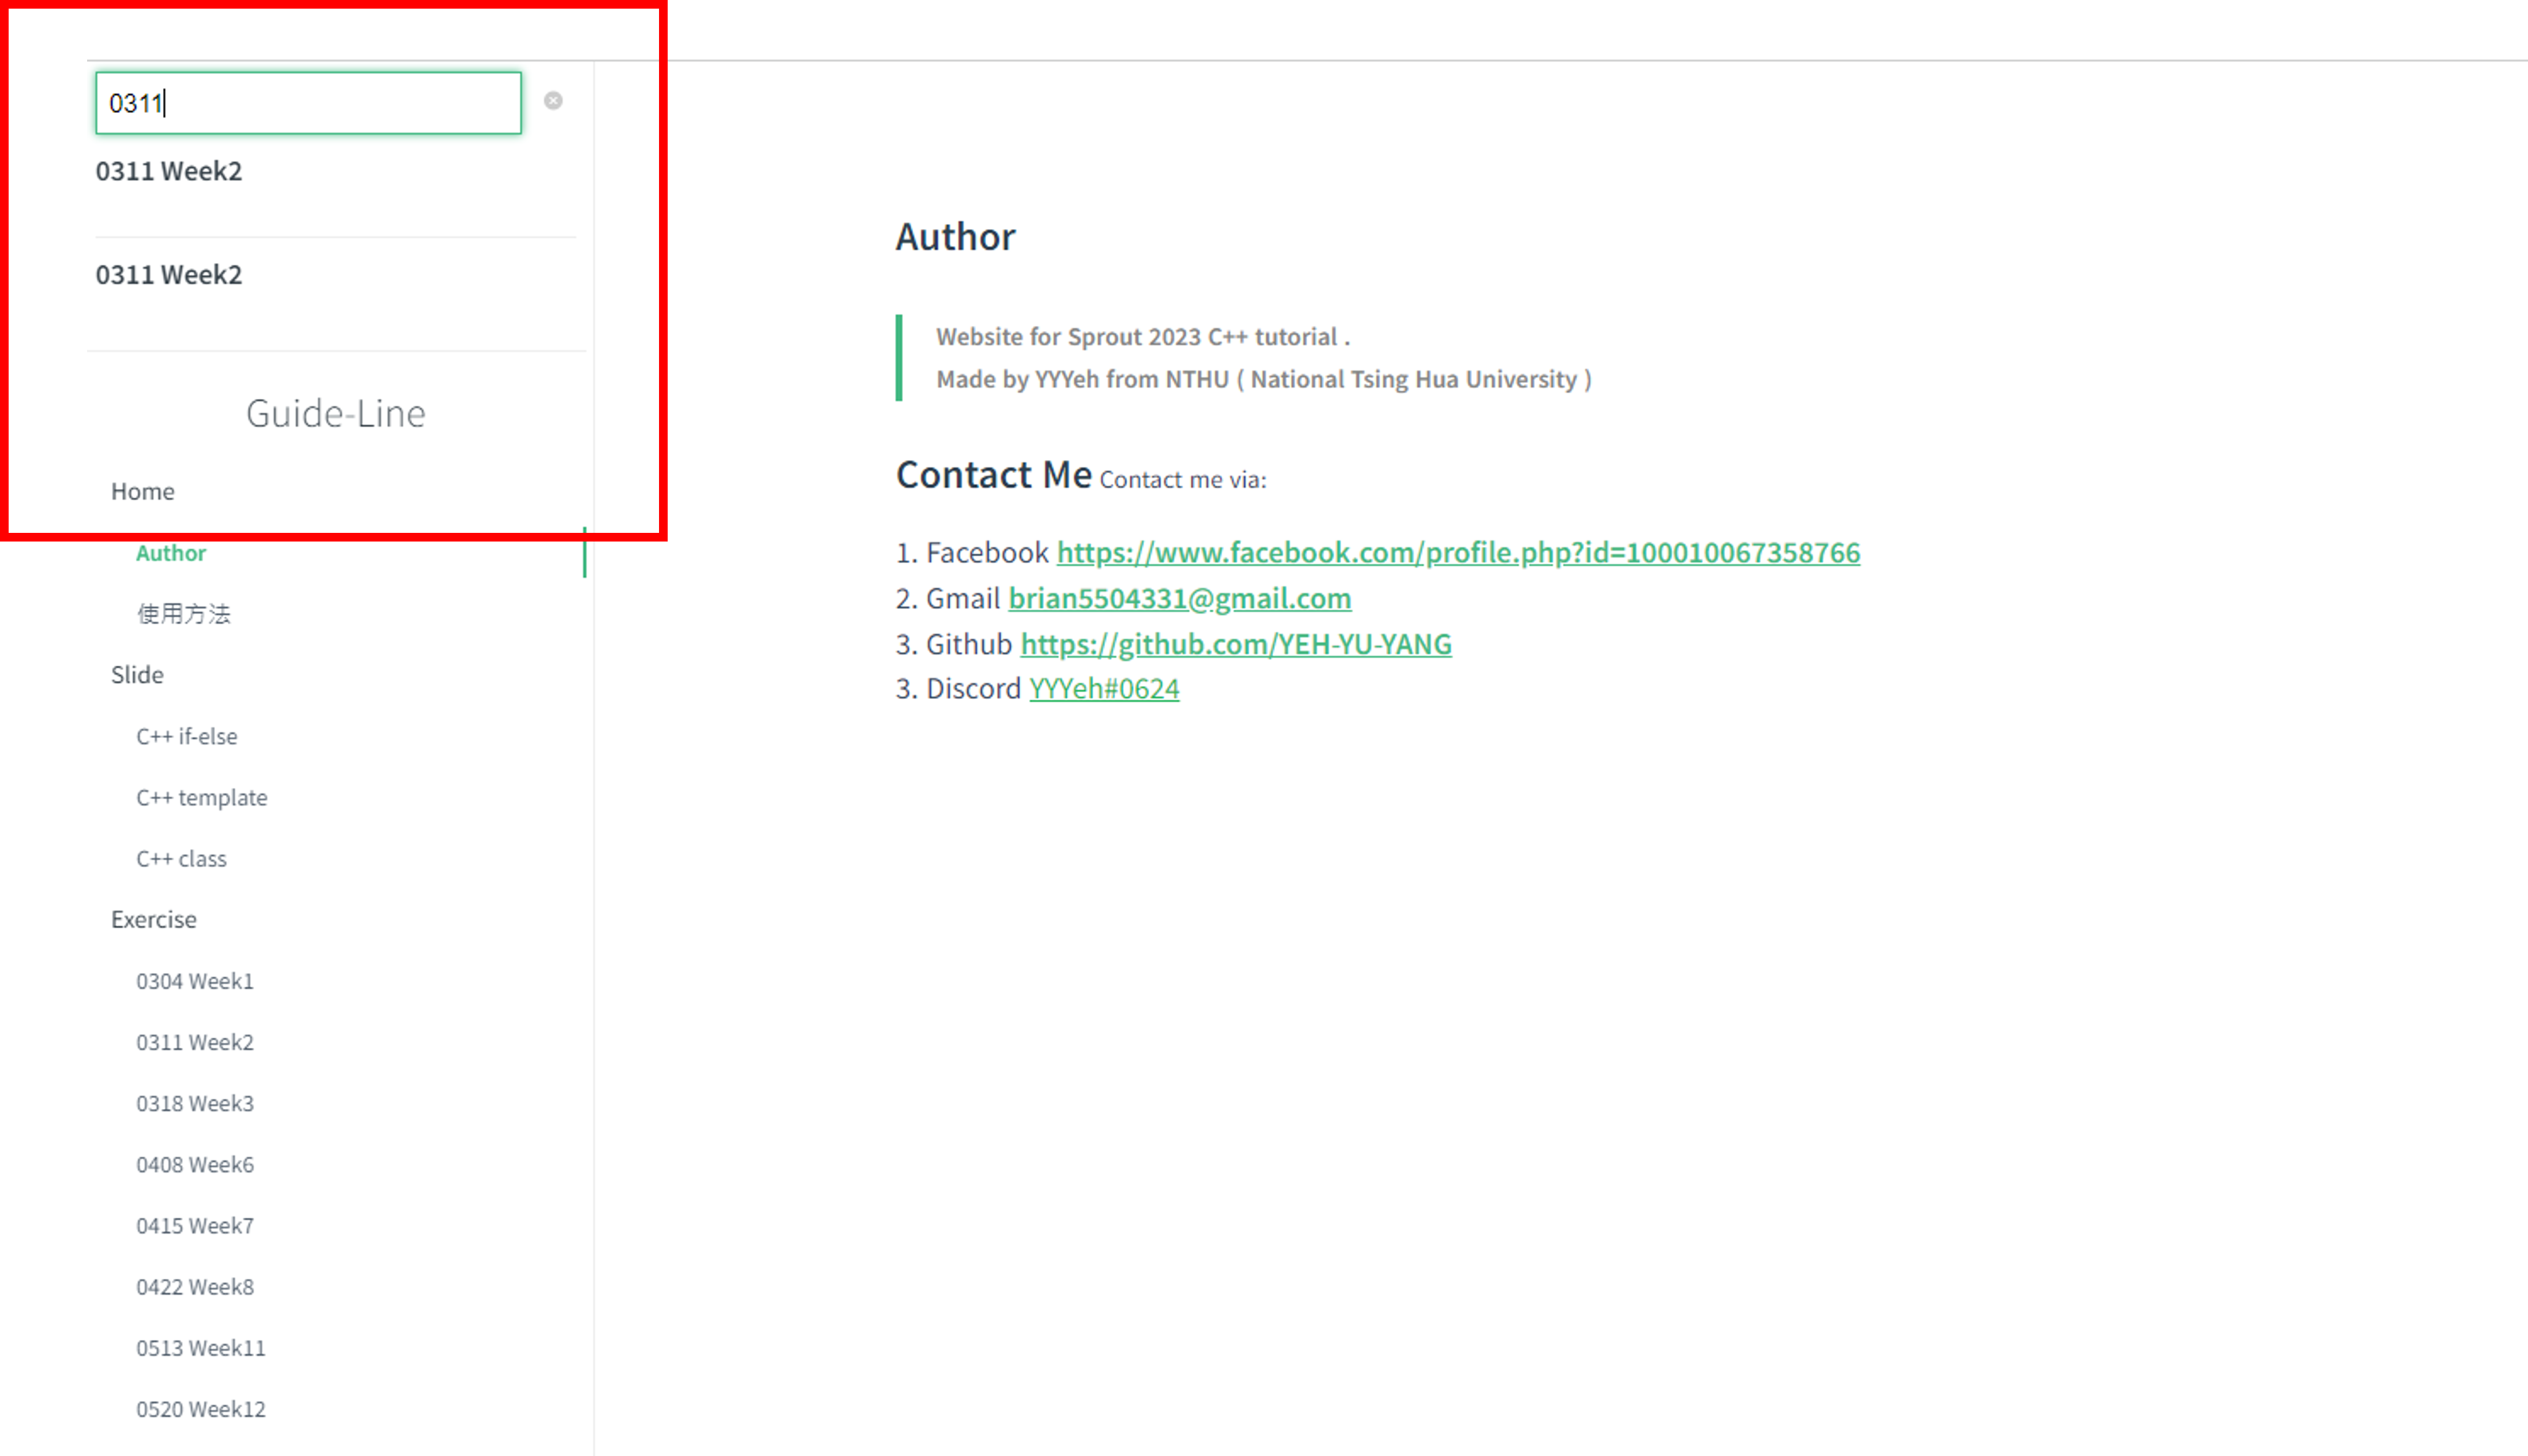 0311
0311 Week2
0311 Week2
Guide-Line
Home
Author
使用方法
Slide
C++ if-else
C++ template
C++ class
Exercise
0304 Week1
0311 Week2
0318 Week3
0408 Week6
0415 Week7
0422 Week8
0513 Week11
0520 Week12
Author
Website for Sprout 2023 C++ tutorial .
Made by YYYeh from NTHU ( National Tsing Hua University )
Contact Me Contact me via:
1. Facebook https://www.facebook.com/profile.php?id=100010067358766
2. Gmail brian5504331@gmail.com
3. Github https://github.com/YEH-YU-YANG
3. Discord YYYeh#0624